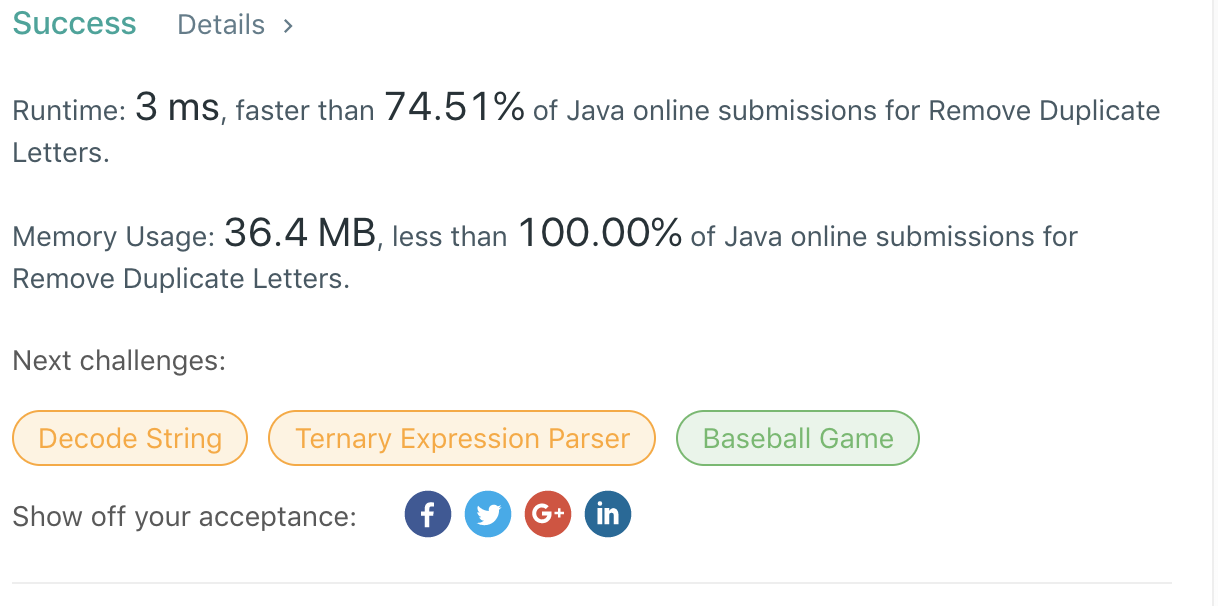 Success Details >
Runtime: 3 ms, faster than 74.51% of Java online submissions for Remove Duplicate
Letters.
Memory Usage: 36.4 MB, less than 100.00% of Java online submissions for
Remove Duplicate Letters.
Next challenges:
Decode String Ternary Expression Parser Baseball Game
Show off your acceptance: f G+ in